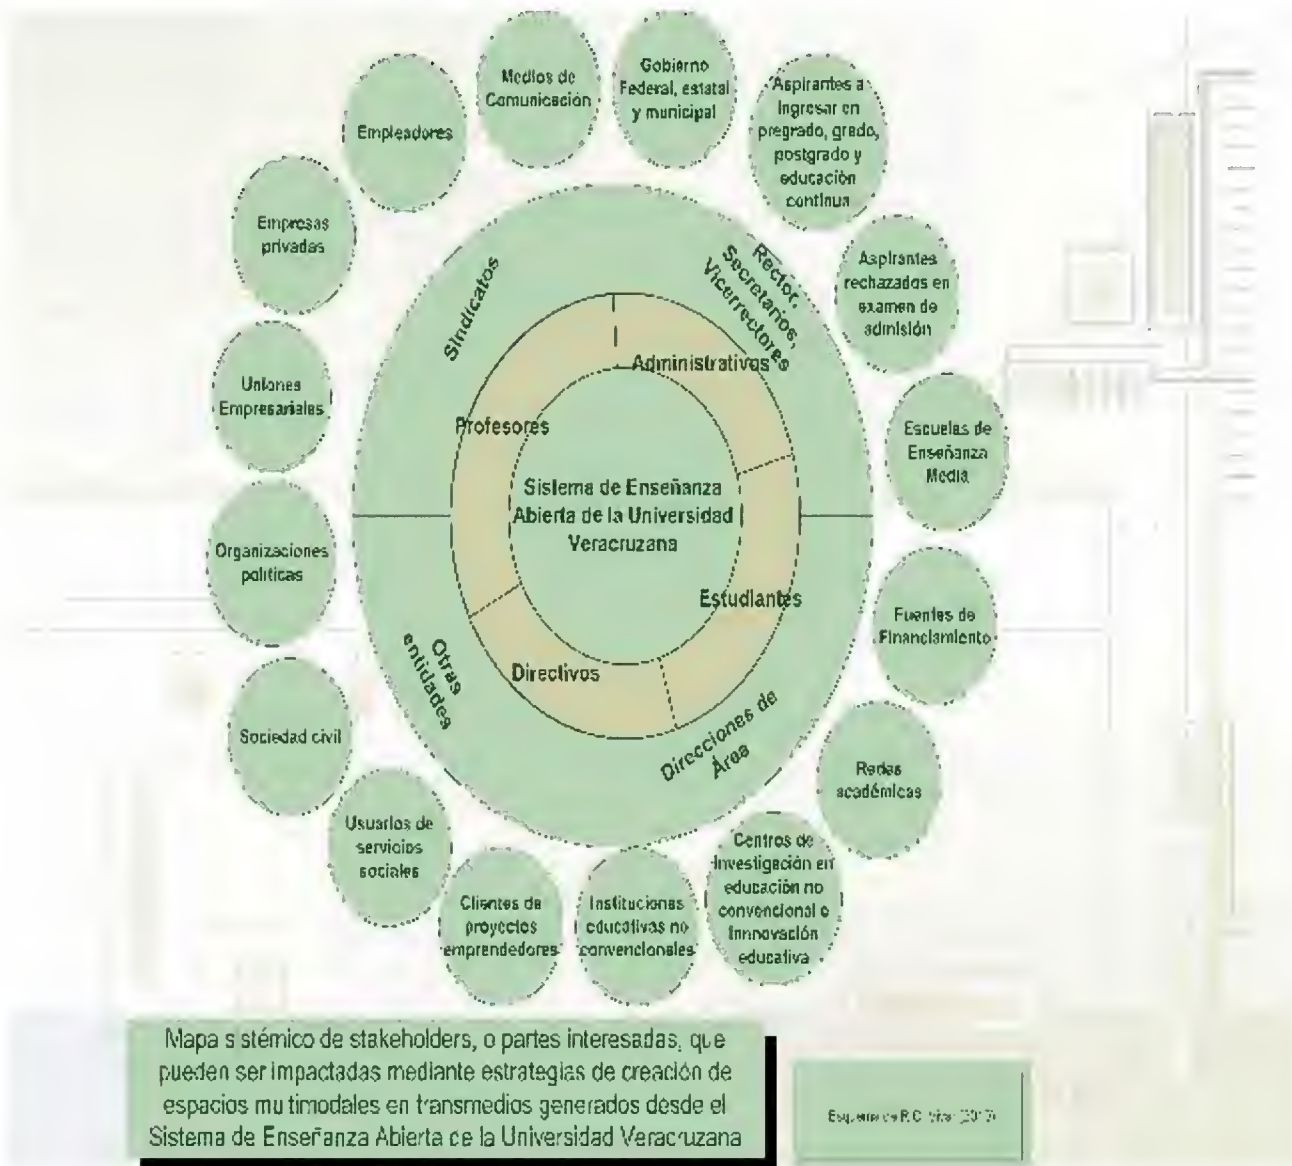 Medios de
Comunicación
Gobierno
Federal, estatal
y municipal
Aspirantes a
Ingresar en
pregrado, grado,
postgrado y
educación
continua
Empleadores
Empresas
privadas
Aspirantes
rechazados en
examen de
admisión
Sindicatos
Rector,
Secretarios,
Vicerrectores
Administrativos
Uniones
Empresariales
Profesores
Escuelas de
Enseñanza
Media
Sistema de Enseñanza
Abierta de la Universidad
Veracruzana
Organizaciones
políticas
Estudiantes
Fuentes de
Financiamiento
Otras
entidades
Directivos
Direcciones de
Área
Sociedad civil
Redes
académicas
Usuarios de
servicios
sociales
Centros de
Investigación en
educación no
convencional e
Innnovación
educativa
Clientes de
proyectos
emprendedores
Instituciones
educativas no
convencionales
Mapa sistémico de stakeholders, o partes interesadas, que
pueden ser impactadas mediante estrategias de creación de
espacios multimodales en transmedios generados desde el
Sistema de Enseñanza Abierta de la Universidad Veracruzana
Esquema de R.C.